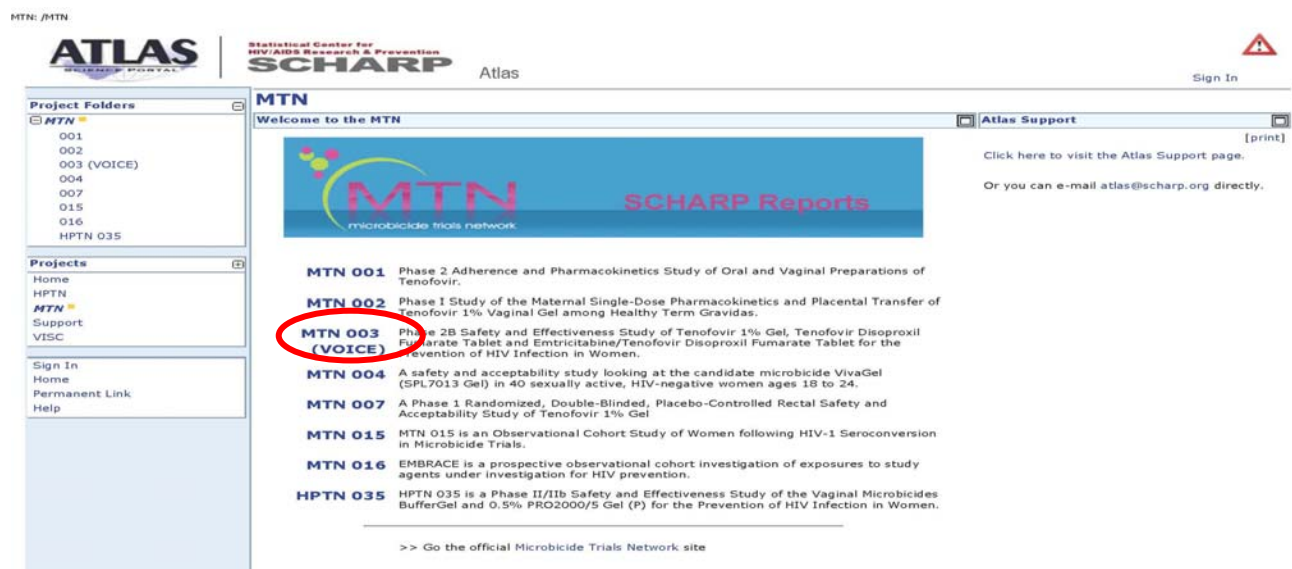 MTN: /MTN
ATLAS
SCIENCE PORTAL
Statistical Center for
HIV/AIDS Research & Prevention
SCHARP
Atlas
Sign In
Project Folders
MTN
001
002
003 (VOICE)
004
007
015
016
HPTN 035
Projects
Home
HPTN
MTN
Support
VISC
Sign In
Home
Permanent Link
Help
MTN
Welcome to the MTN
MTN
microbicide trials network
SCHARP Reports
MTN 001 Phase 2 Adherence and Pharmacokinetics Study of Oral and Vaginal Preparations of
Tenofovir.
MTN 002 Phase I Study of the Maternal Single-Dose Pharmacokinetics and Placental Transfer of
Tenofovir 1% Vaginal Gel among Healthy Term Gravidas.
MTN 003 Phase 2B Safety and Effectiveness Study of Tenofovir 1% Gel, Tenofovir Disoproxil
(VOICE) Fumarate Tablet and Emtricitabine/Tenofovir Disoproxil Fumarate Tablet for the
Prevention of HIV Infection in Women.
MTN 004 A safety and acceptability study looking at the candidate microbicide VivaGel
(SPL7013 Gel) in 40 sexually active, HIV-negative women ages 18 to 24.
MTN 007 A Phase 1 Randomized, Double-Blinded, Placebo-Controlled Rectal Safety and
Acceptability Study of Tenofovir 1% Gel
MTN 015 MTN 015 is an Observational Cohort Study of Women following HIV-1 Seroconversion
in Microbicide Trials.
MTN 016 EMBRACE is a prospective observational cohort investigation of exposures to study
agents under investigation for HIV prevention.
HPTN 035 HPTN 035 is a Phase II/IIb Safety and Effectiveness Study of the Vaginal Microbicides
BufferGel and 0.5% PRO2000/5 Gel (P) for the Prevention of HIV Infection in Women.
>> Go the official Microbicide Trials Network site
Atlas Support
[print]
Click here to visit the Atlas Support page.
Or you can e-mail atlas@scharp.org directly.